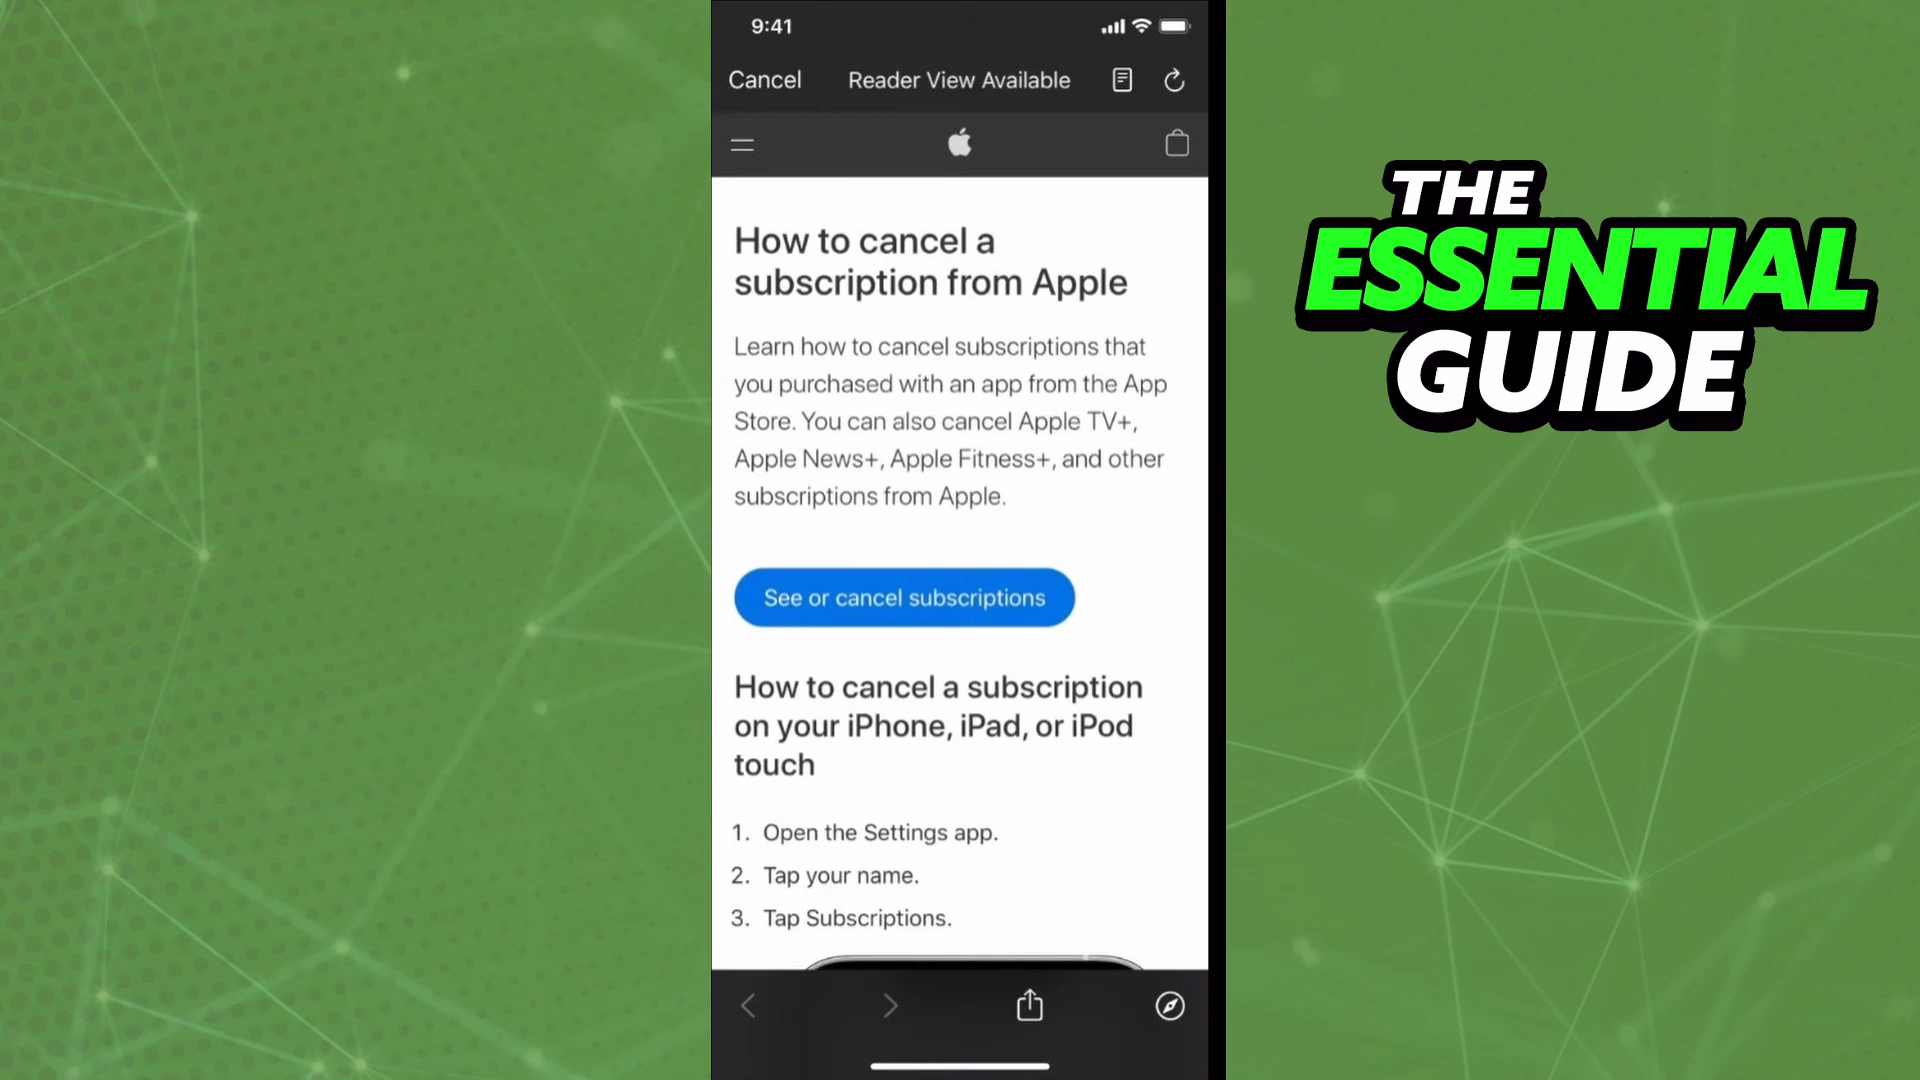 9:41
Cancel Reader View Available
How to cancel a
subscription from Apple
Learn how to cancel subscriptions that
you purchased with an app from the App
Store. You can also cancel Apple TV+,
Apple News+, Apple Fitness+, and other
subscriptions from Apple.
See or cancel subscriptions
How to cancel a subscription
on your iPhone, iPad, or iPod
touch
1. Open the Settings app.
2. Tap your name.
3. Tap Subscriptions.
THE
ESSENTIAL
GUIDE